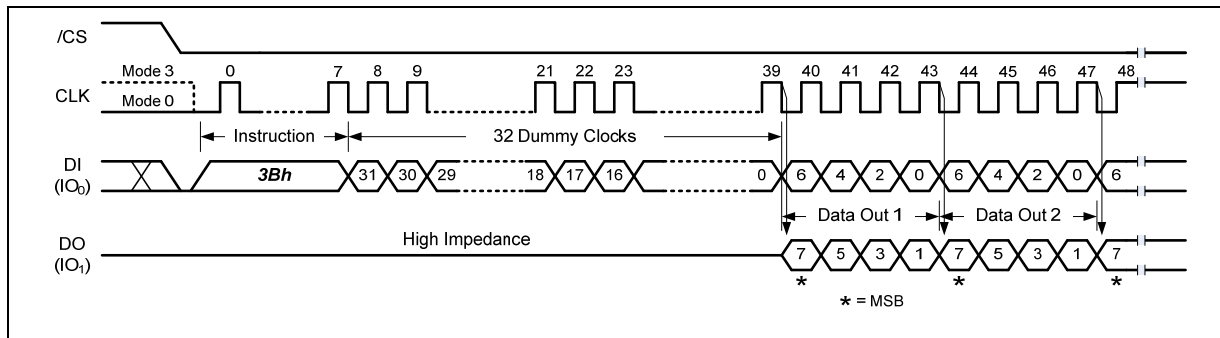 /CS
Mode 3 0 7 8 9 21 22 23 39 40 41 42 43 44 45 46 47 48
CLK Mode 0
Instruction 32 Dummy Clocks
DI
(IO0)
3Bh 31 30 29 18 17 16 0 6 4 2 0 6 4 2 0 6
Data Out 1 Data Out 2
DO
(IO1)
High Impedance
7 5 3 1 7 5 3 1 7
* * *
* = MSB